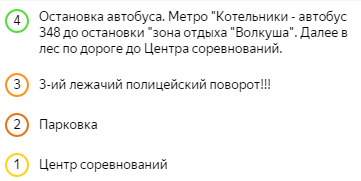 4
Остановка автобуса. Метро "Котельники - автобус
348 до остановки "зона отдыха "Волкуша". Далее в
лес по дороге до Центра соревнований.
3
3-ий лежачий полицейский поворот!!!
2
Парковка
1
Центр соревнований